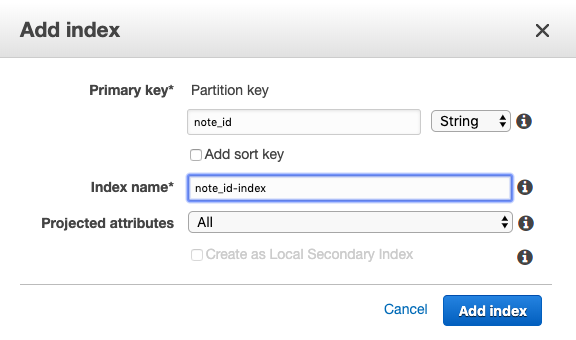 Add index
Primary key* Partition key
note_id String
Add sort key
Index name* note_id-index
Projected attributes All
Create as Local Secondary Index
Cancel Add index